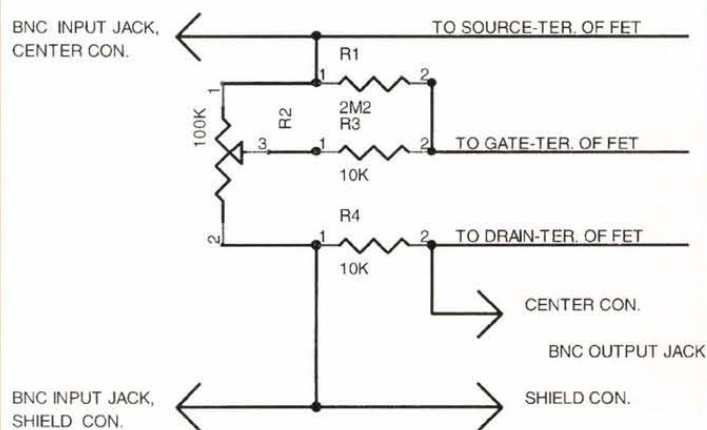 BNC INPUT JACK,
CENTER CON.
TO SOURCE-TER. OF FET
R1
1
2
1
2M2
R2
R3
100K
3
1
2
TO GATE-TER. OF FET
10K
R4
2
1
2
TO DRAIN-TER. OF FET
10K
CENTER CON.
BNC OUTPUT JACK
BNC INPUT JACK,
SHIELD CON.
SHIELD CON.